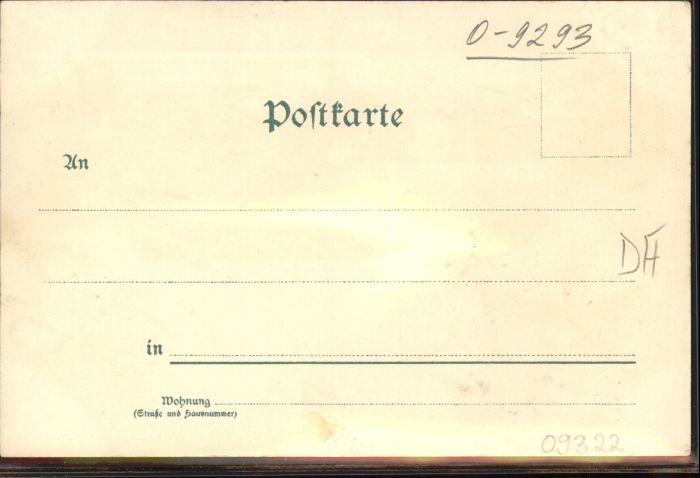 O-9293
Postkarte
An
DH
in
Wohnung
(Straße und Hausnummer)
09322